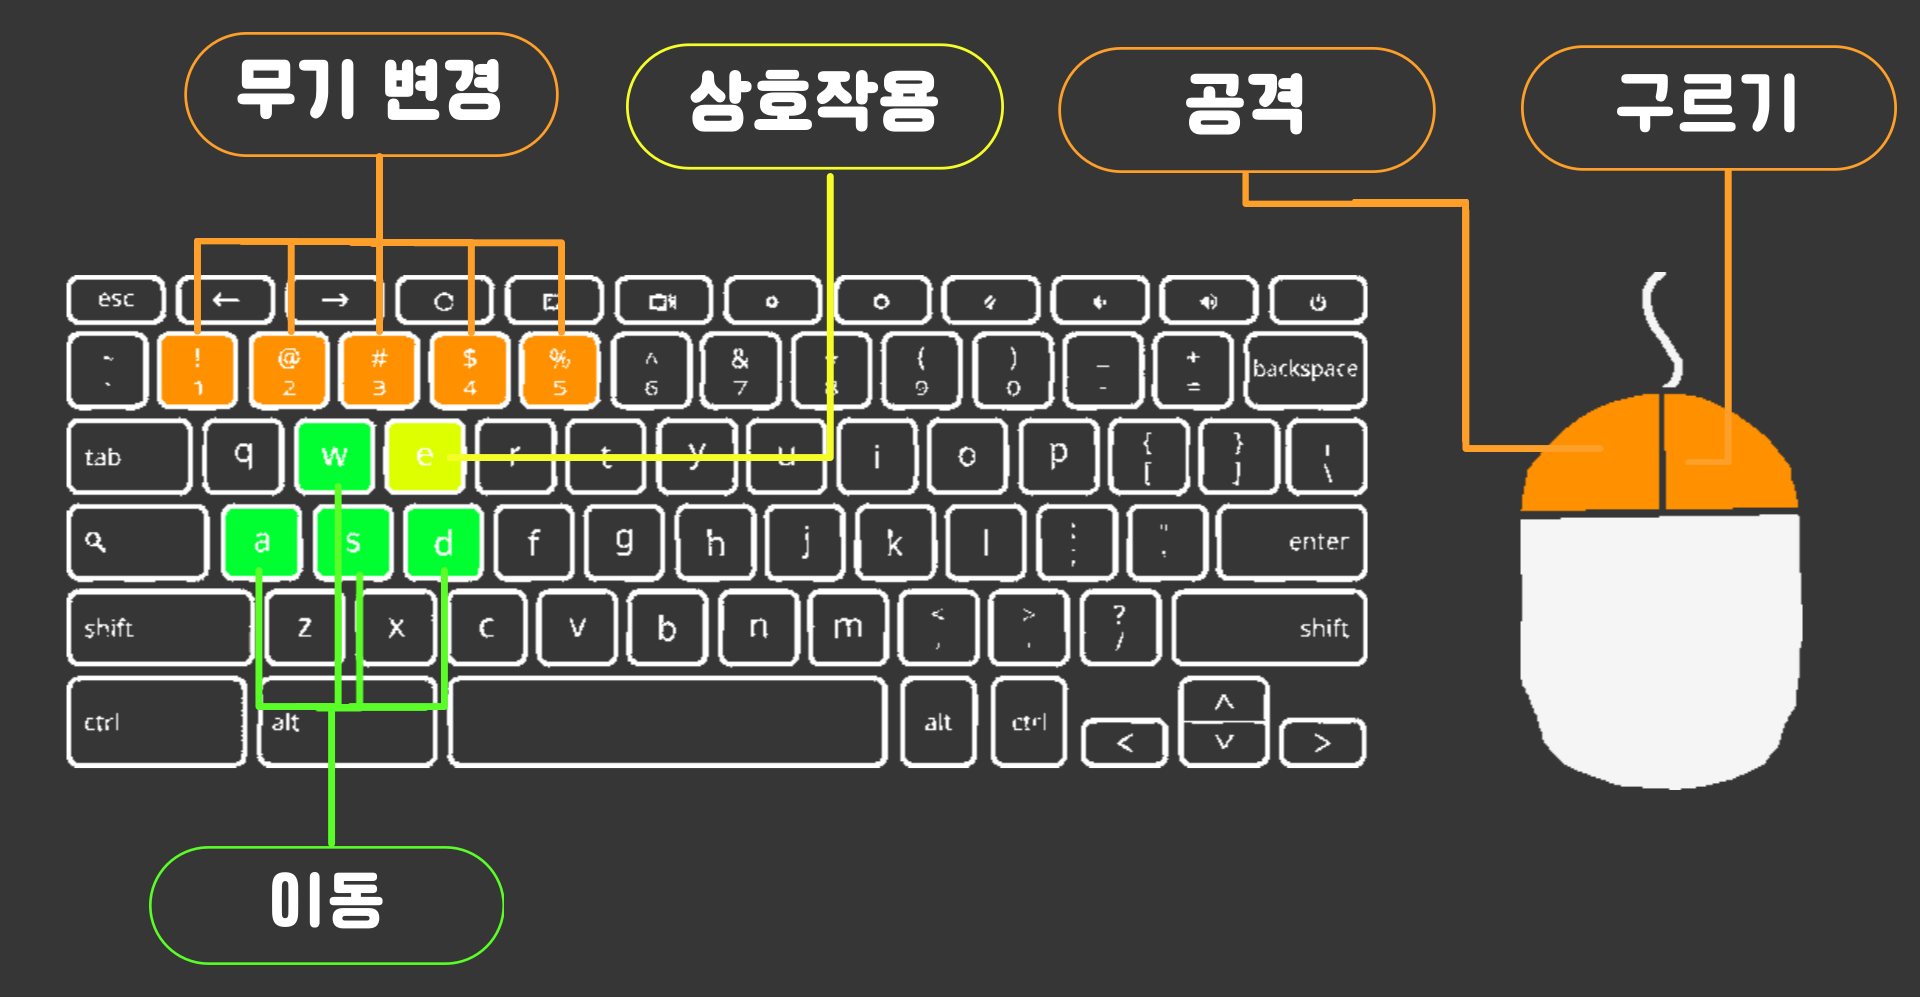 무기 변경
상호작용
공격
구르기
esc ← →
~ ! @ # $ % ^ & * ( ) _ + backspace
` 1 2 3 4 5 6 7 8 9 0 - =
tab q w e r t y u i o p { [ } ] \
a s d f g h j k l ; enter
shift z x c v b n m < , > . ? / shift
ctrl alt alt ctrl < ^ v >
이동